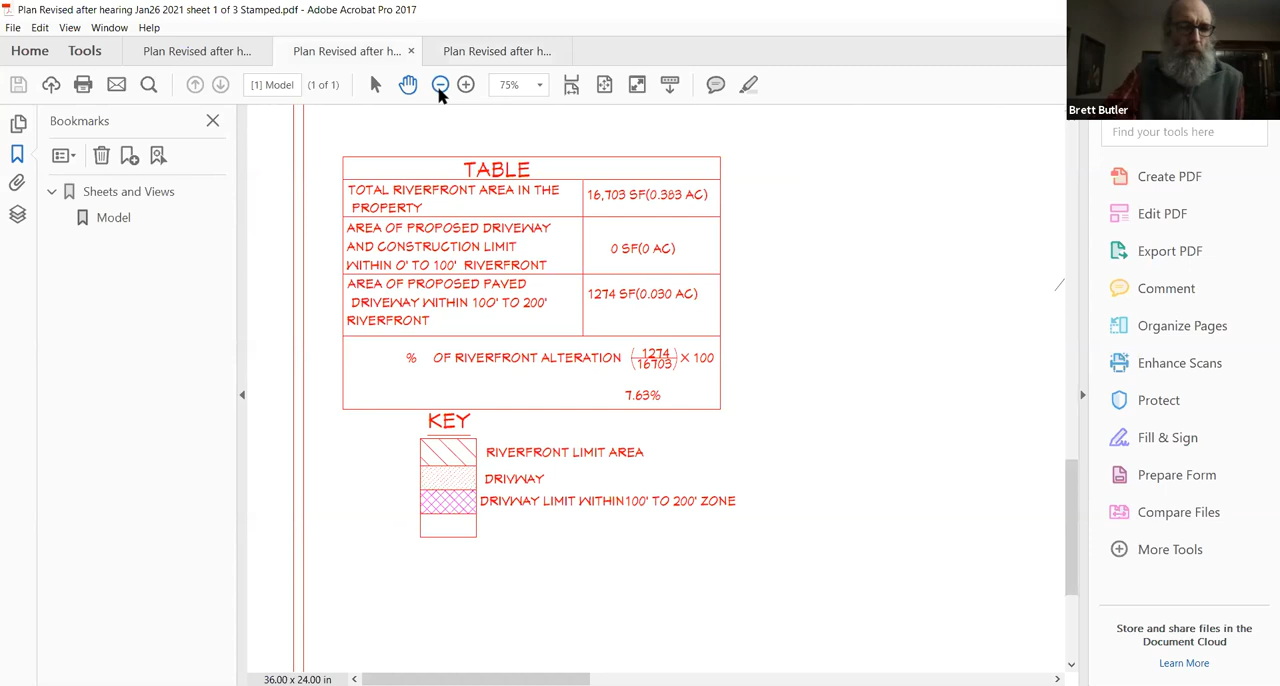 Plan Revised after hearing Jan26 2021 sheet 1 of 3 Stamped.pdf - Adobe Acrobat Pro 2017
File Edit View Window Help
Home Tools Plan Revised after h... Plan Revised after h... × Plan Revised after h...
[1] Model (1 of 1) 75%
Brett Butler
Bookmarks
Sheets and Views
Model
TABLE
TOTAL RIVERFRONT AREA IN THE
PROPERTY
16,703 SF(0.383 AC)
AREA OF PROPOSED DRIVEWAY
AND CONSTRUCTION LIMIT
WITHIN 0' TO 100' RIVERFRONT
0 SF(0 AC)
AREA OF PROPOSED PAVED
DRIVEWAY WITHIN 100' TO 200'
RIVERFRONT
1274 SF(0.030 AC)
% OF RIVERFRONT ALTERATION (1274/16703) X 100
7.63%
KEY
RIVERFRONT LIMIT AREA
DRIVWAY
DRIVWAY LIMIT WITHIN100' TO 200' ZONE
36.00 x 24.00 in
Find your tools here
Create PDF
Edit PDF
Export PDF
Comment
Organize Pages
Enhance Scans
Protect
Fill & Sign
Prepare Form
Compare Files
More Tools
Store and share files in the
Document Cloud
Learn More